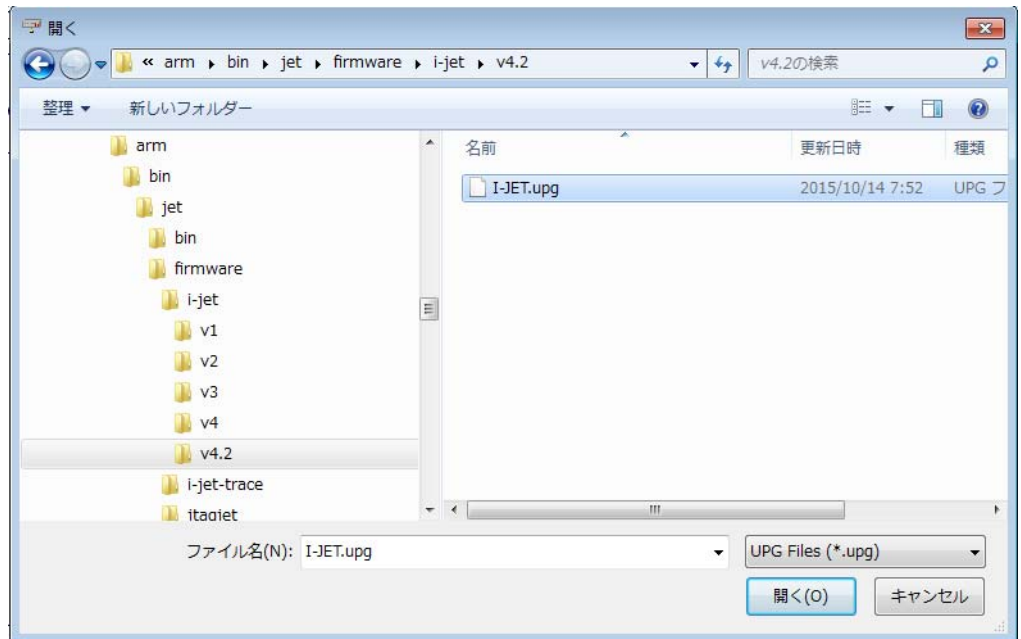 開く
« arm ▸ bin ▸ jet ▸ firmware ▸ i-jet ▸ v4.2
v4.2の検索
整理 ▼ 新しいフォルダー
arm
bin
jet
bin
firmware
i-jet
v1
v2
v3
v4
v4.2
i-jet-trace
jtagjet
名前 更新日時 種類
I-JET.upg 2015/10/14 7:52 UPG フ
ファイル名(N): I-JET.upg
UPG Files (*.upg)
開く(O) キャンセル